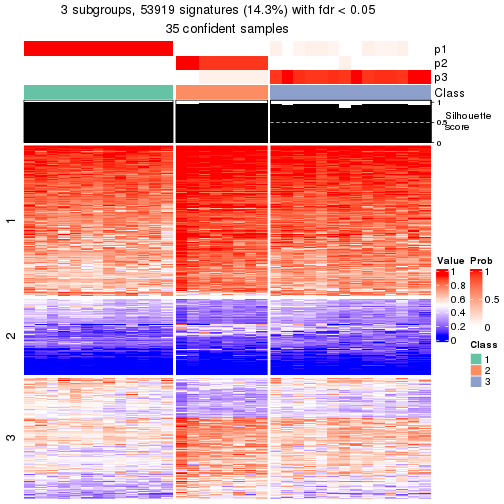 3 subgroups, 53919 signatures (14.3%) with fdr < 0.05
35 confident samples
p1
p2
p3
Class
1
0.5
0
Silhouette
score
1
2
3
Value
1
0.8
0.6
0.4
0.2
0
Prob
1
0.5
0
Class
1
2
3